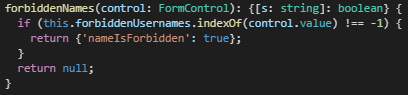 forbiddenNames(control: FormControl): {[s: string]: boolean} {
  if (this.forbiddenUsernames.indexOf(control.value) !== -1) {
    return {'nameIsForbidden': true};
  }
  return null;
}